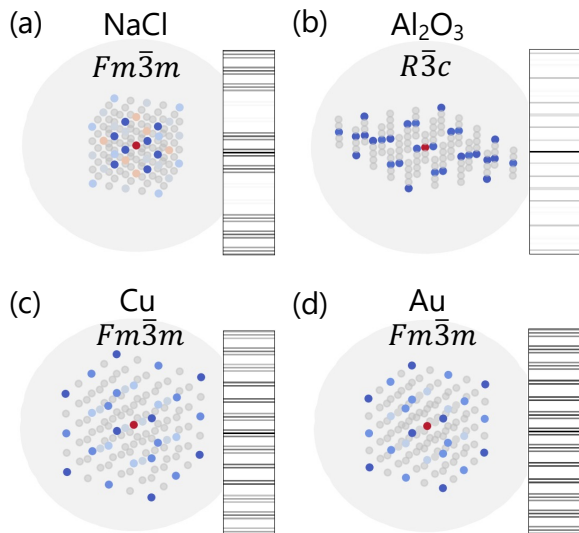 (a) NaCl
Fm3̅m
(b) Al₂O₃
R3̅c
(c) Cu
Fm3̅m
(d) Au
Fm3̅m